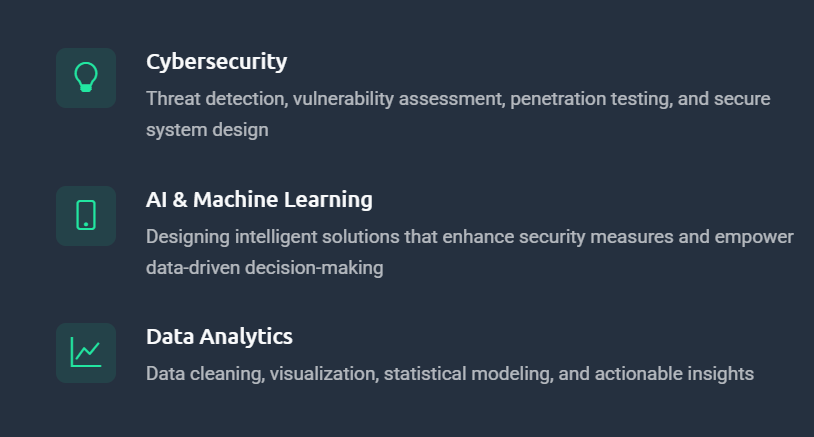 Cybersecurity
Threat detection, vulnerability assessment, penetration testing, and secure
system design
AI & Machine Learning
Designing intelligent solutions that enhance security measures and empower
data-driven decision-making
Data Analytics
Data cleaning, visualization, statistical modeling, and actionable insights